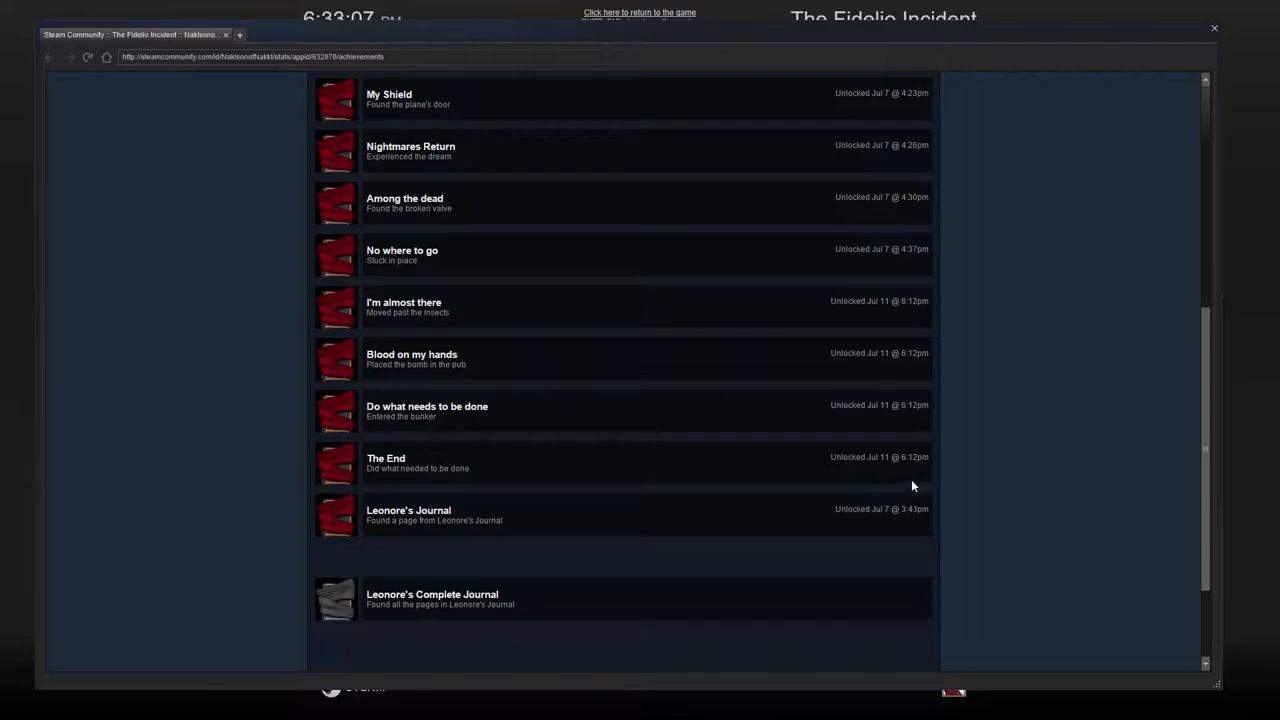 6:33:07 PM
Click here to return to the game
The Fidelio Incident
Steam Community :: The Fidelio Incident :: NakIsono... x +
http://steamcommunity.com/id/NakIsonofNakkI/stats/appid/632070/achievements
My Shield
Unlocked Jul 7 @ 4:23pm
Found the plane's door
Nightmares Return
Unlocked Jul 7 @ 4:26pm
Experienced the dream
Among the dead
Unlocked Jul 7 @ 4:30pm
Found the broken valve
No where to go
Unlocked Jul 7 @ 4:37pm
Stuck in place
I'm almost there
Unlocked Jul 11 @ 6:12pm
Moved past the insects
Blood on my hands
Unlocked Jul 11 @ 6:12pm
Placed the bomb in the pub
Do what needs to be done
Unlocked Jul 11 @ 6:12pm
Entered the bunker
The End
Unlocked Jul 11 @ 6:12pm
Did what needed to be done
Leonore's Journal
Unlocked Jul 7 @ 3:43pm
Found a page from Leonore's Journal
Leonore's Complete Journal
Found all the pages in Leonore's Journal